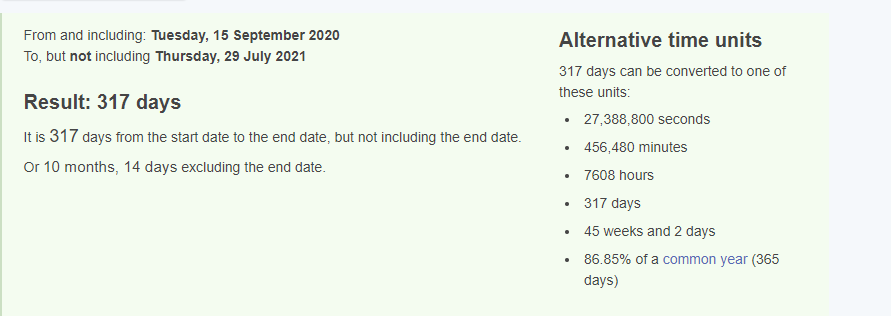 From and including: Tuesday, 15 September 2020
To, but not including Thursday, 29 July 2021
Result: 317 days
It is 317 days from the start date to the end date, but not including the end date.
Or 10 months, 14 days excluding the end date.
Alternative time units
317 days can be converted to one of
these units:
• 27,388,800 seconds
• 456,480 minutes
• 7608 hours
• 317 days
• 45 weeks and 2 days
• 86.85% of a common year (365
days)